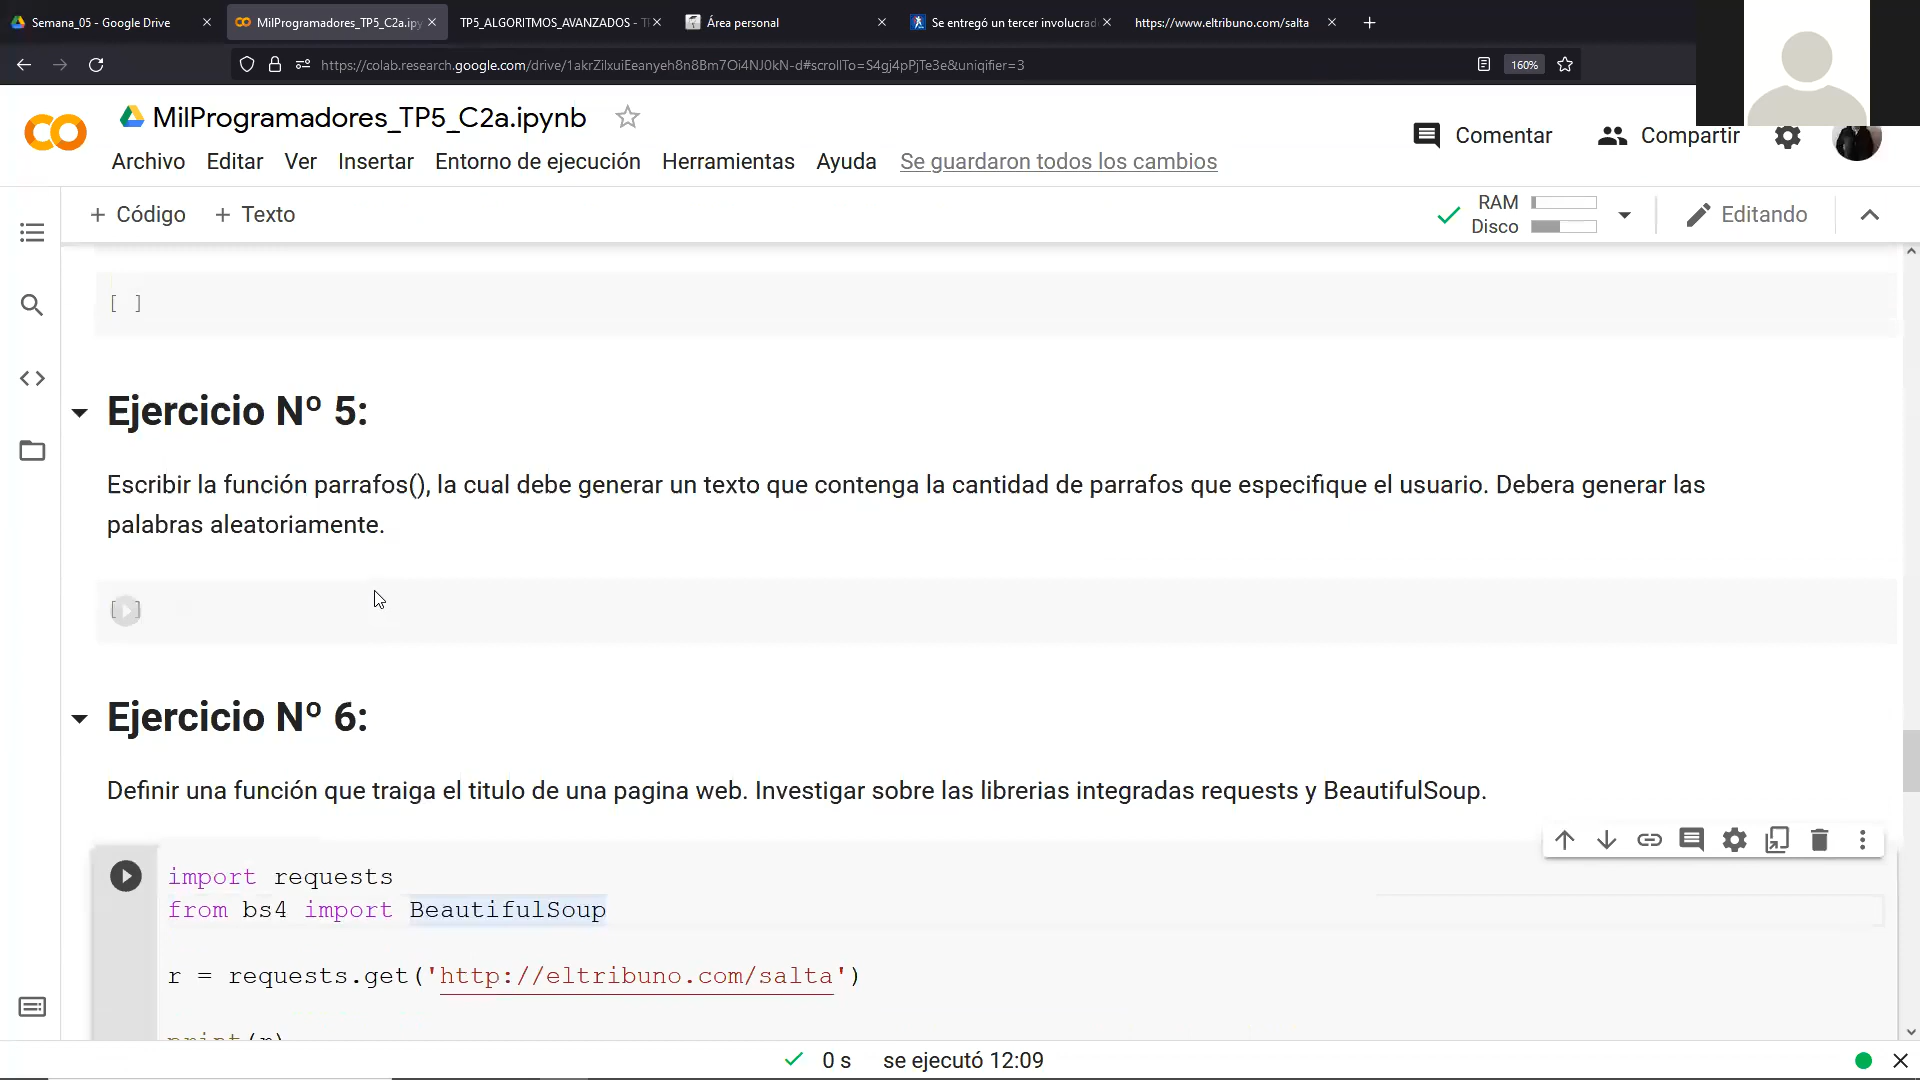 Semana_05 - Google Drive
MilProgramadores_TP5_C2a.ipy
TP5_ALGORITMOS_AVANZADOS - T
Área personal
Se entregó un tercer involucrad
https://www.eltribuno.com/salta
https://colab.research.google.com/drive/1akrZilxuiEeanyeh8n8Bm7Oi4NJ0kN-d#scrollTo=S4gj4pPjTe3e&uniqifier=3
160%
MilProgramadores_TP5_C2a.ipynb
Comentar
Compartir
Archivo Editar Ver Insertar Entorno de ejecución Herramientas Ayuda Se guardaron todos los cambios
+ Código + Texto
RAM
Disco
Editando
[ ]
Ejercicio Nº 5:
Escribir la función parrafos(), la cual debe generar un texto que contenga la cantidad de parrafos que especifique el usuario. Debera generar las
palabras aleatoriamente.
[ ]
Ejercicio Nº 6:
Definir una función que traiga el titulo de una pagina web. Investigar sobre las librerias integradas requests y BeautifulSoup.
import requests
from bs4 import BeautifulSoup
r = requests.get('http://eltribuno.com/salta')
print(r)
0 s se ejecutó 12:09